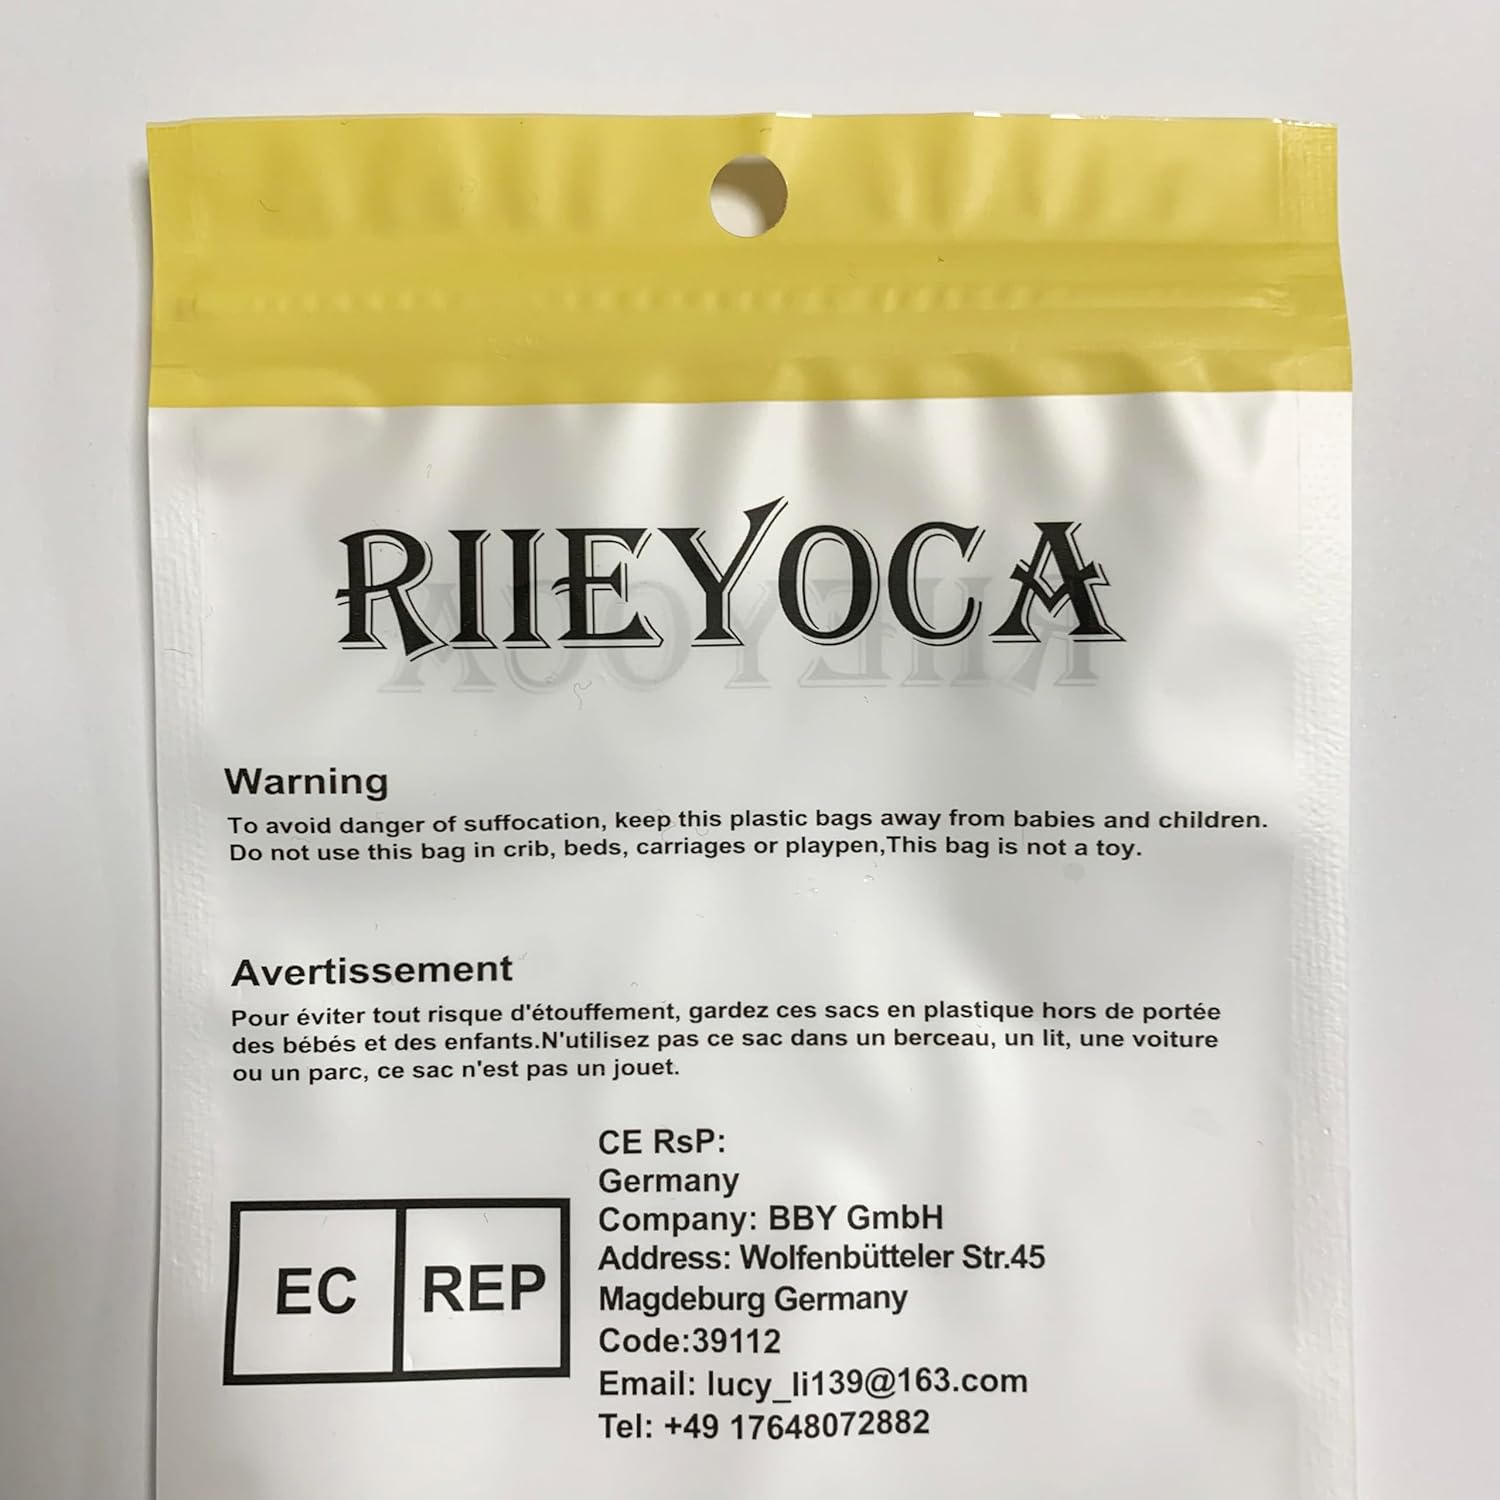 RIIEYOCA
Warning
To avoid danger of suffocation, keep this plastic bags away from babies and children.
Do not use this bag in crib, beds, carriages or playpen,This bag is not a toy.
Avertissement
Pour éviter tout risque d'étouffement, gardez ces sacs en plastique hors de portée
des bébés et des enfants.N'utilisez pas ce sac dans un berceau, un lit, une voiture
ou un parc, ce sac n'est pas un jouet.
CE RsP:
Germany
Company: BBY GmbH
Address: Wolfenbütteler Str.45
Magdeburg Germany
Code:39112
Email: lucy_li139@163.com
Tel: +49 17648072882
EC REP